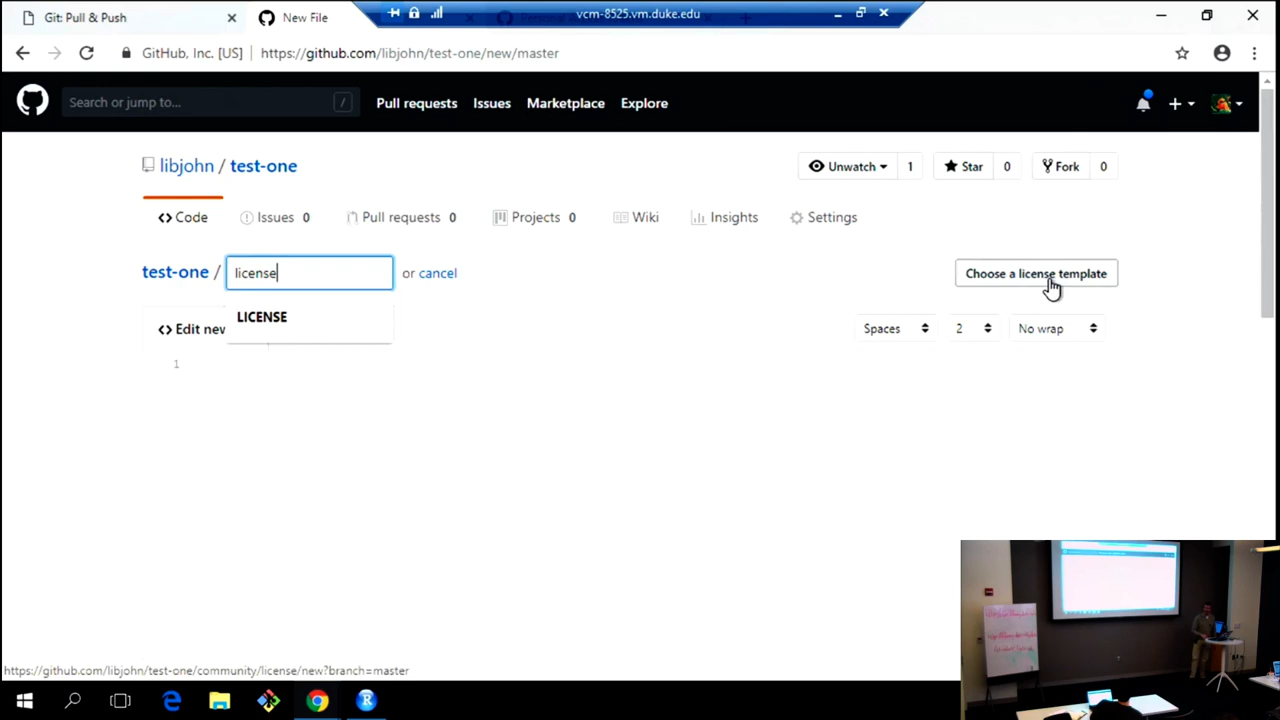 Git: Pull & Push
New File
vcm-8525.vm.duke.edu
GitHub, Inc. [US]
https://github.com/libjohn/test-one/new/master
Search or jump to...
/
Pull requests
Issues
Marketplace
Explore
libjohn / test-one
Unwatch 1
Star 0
Fork 0
Code
Issues 0
Pull requests 0
Projects 0
Wiki
Insights
Settings
test-one / license or cancel
Choose a license template
LICENSE
Edit new
Spaces
2
No wrap
1
https://github.com/libjohn/test-one/community/license/new?branch=master